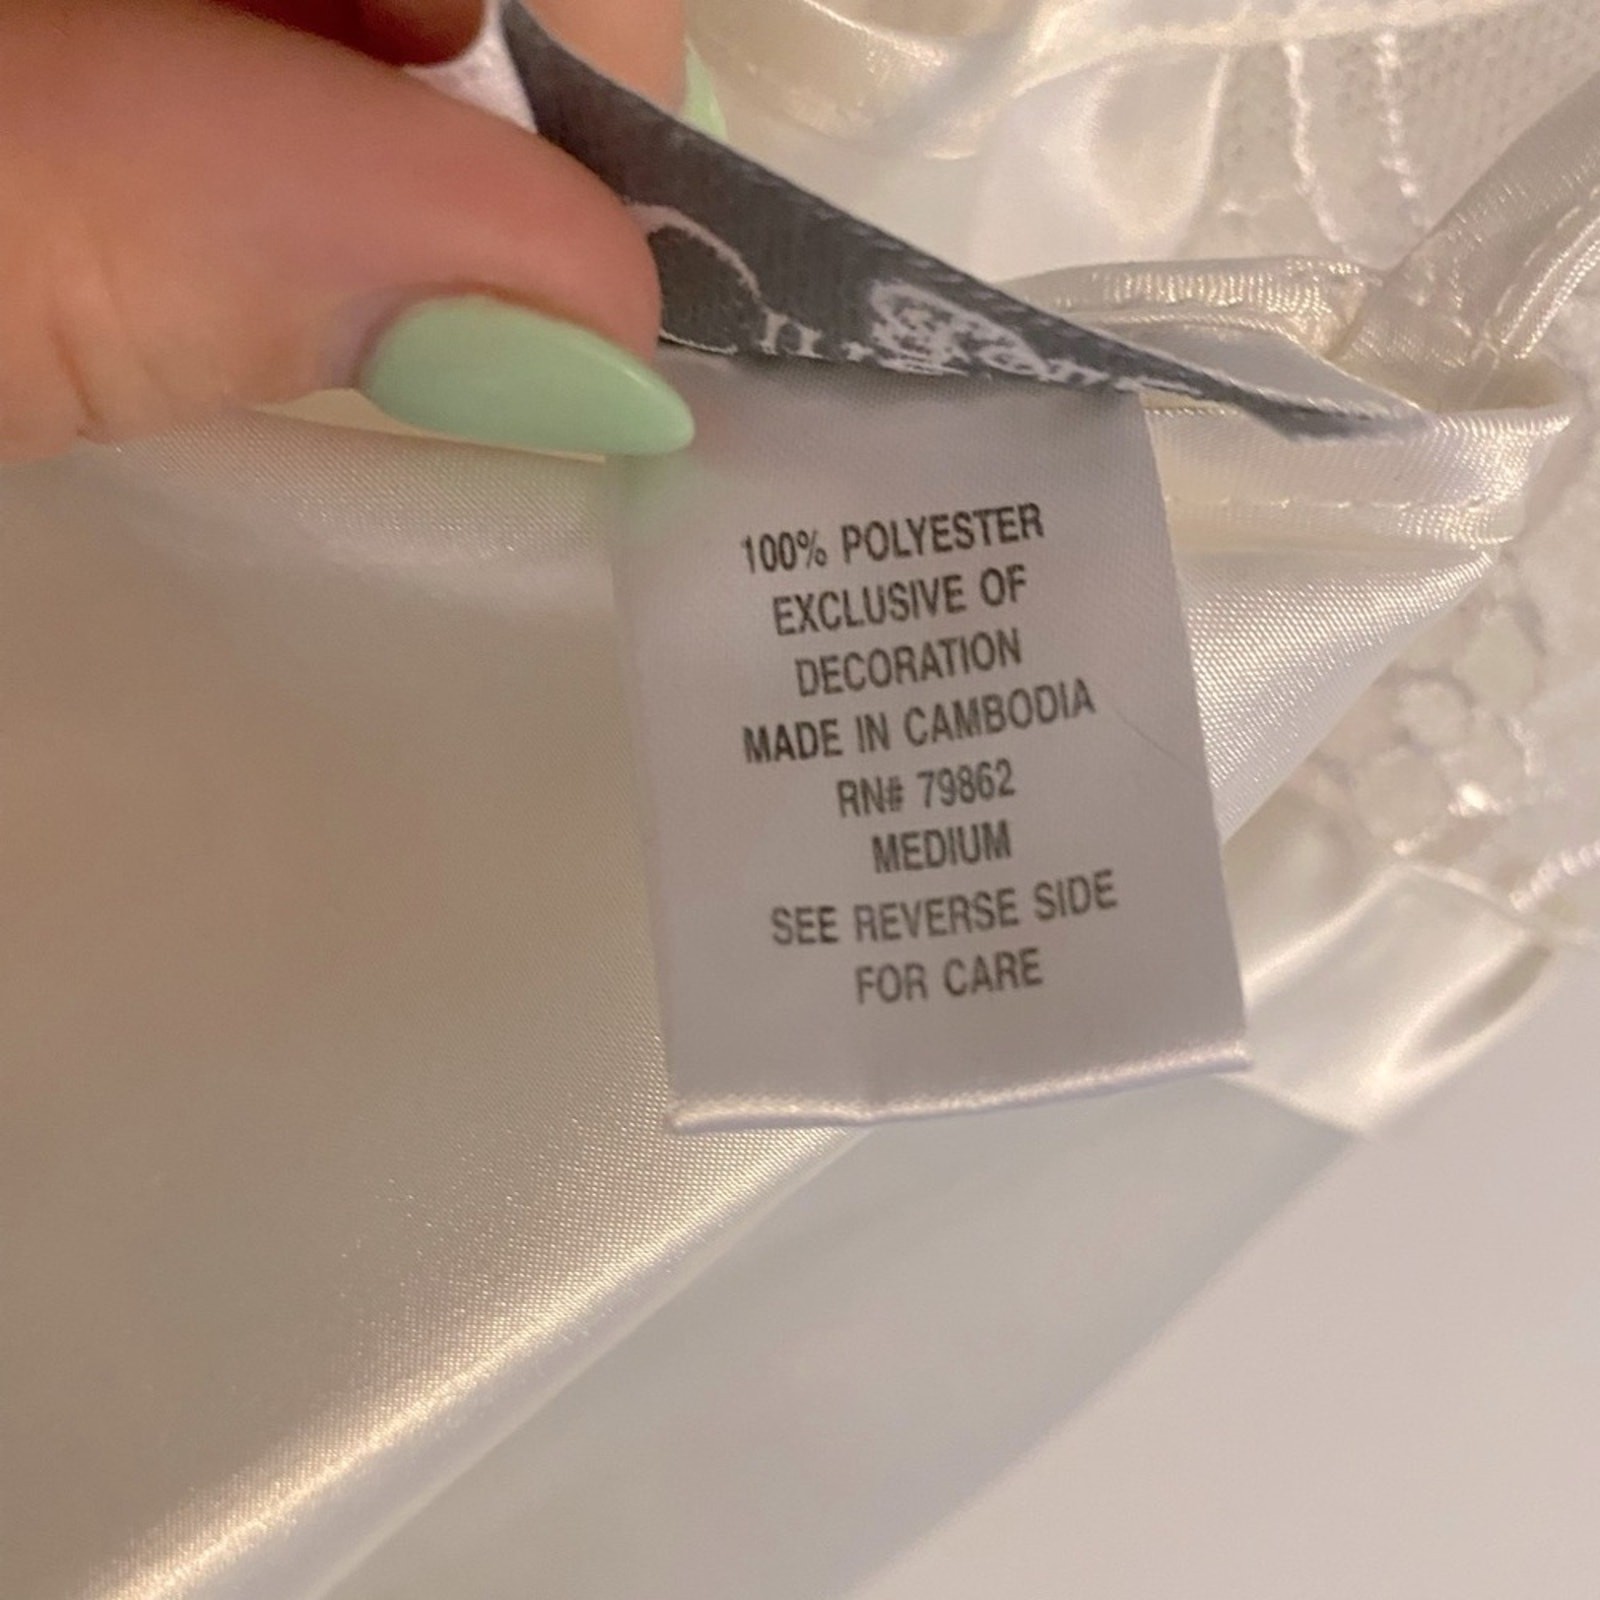 100% POLYESTER
EXCLUSIVE OF
DECORATION
MADE IN CAMBODIA
RN# 79862
MEDIUM
SEE REVERSE SIDE
FOR CARE